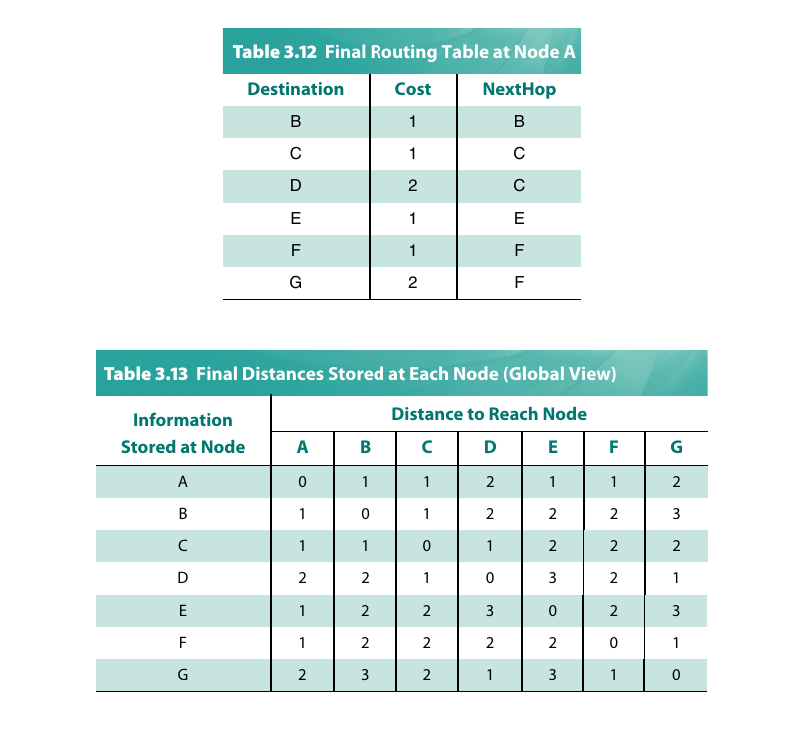 Table 3.12 Final Routing Table at Node A
Destination Cost NextHop
B 1 B
C 1 C
D 2 C
E 1 E
F 1 F
G 2 F
Table 3.13 Final Distances Stored at Each Node (Global View)
Information
Stored at Node
Distance to Reach Node
A B C D E F G
A 0 1 1 2 1 1 2
B 1 0 1 2 2 2 3
C 1 1 0 1 2 2 2
D 2 2 1 0 3 2 1
E 1 2 2 3 0 2 3
F 1 2 2 2 2 0 1
G 2 3 2 1 3 1 0